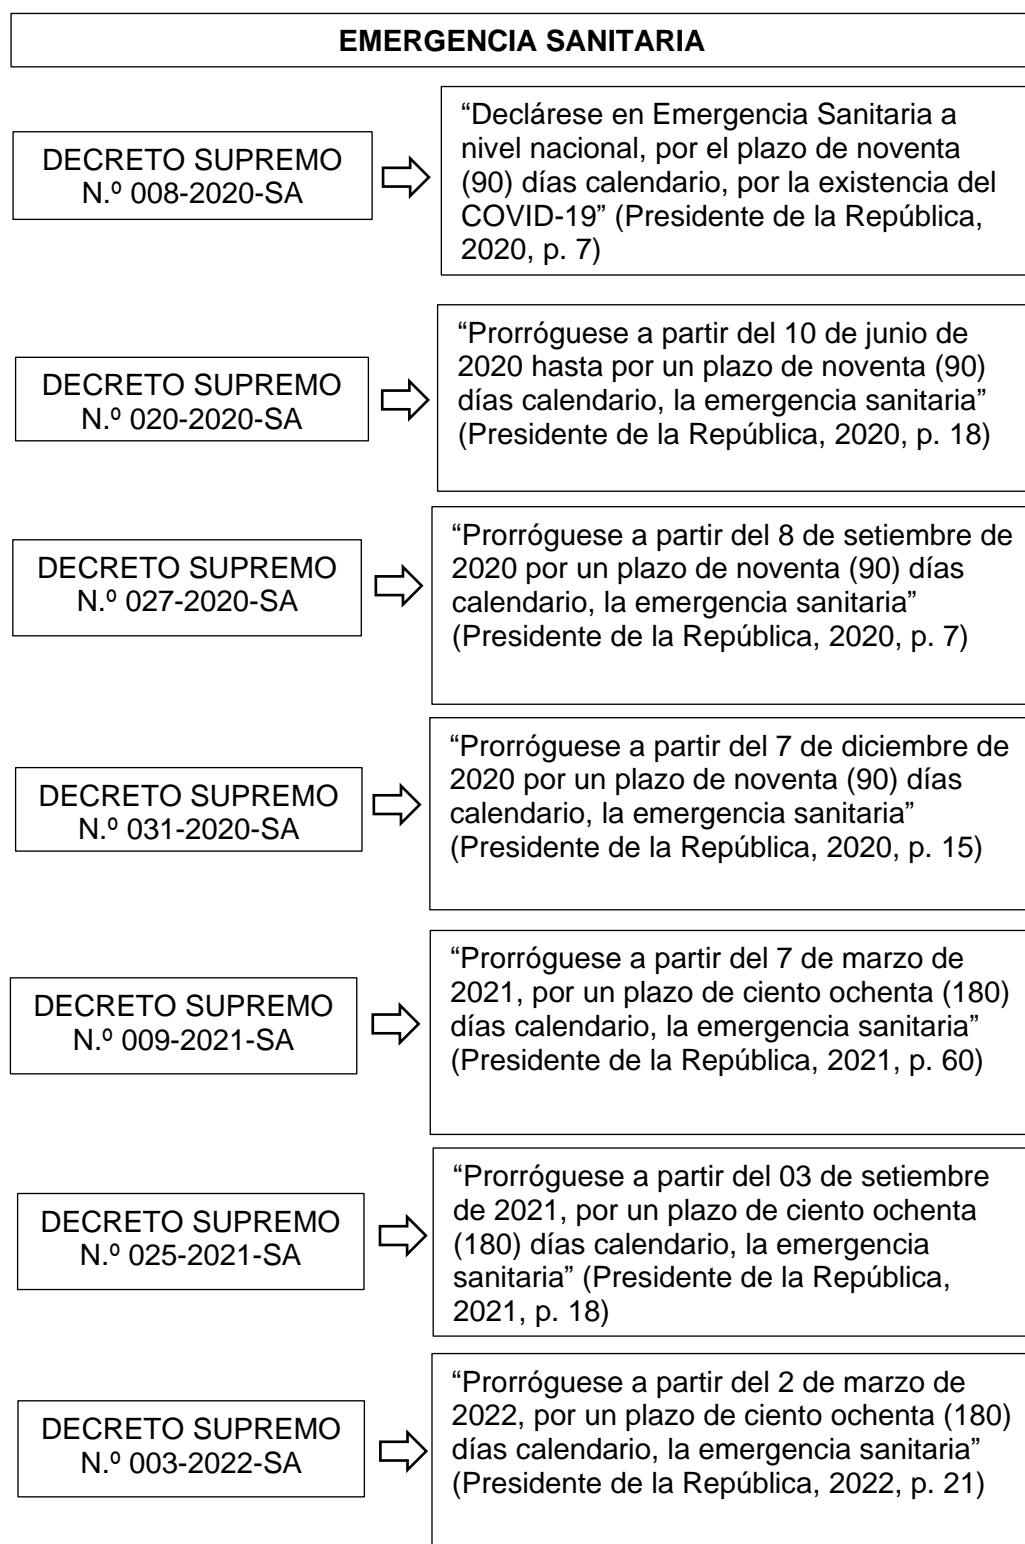 EMERGENCIA SANITARIA
DECRETO SUPREMO
N.º 008-2020-SA
“Declárese en Emergencia Sanitaria a
nivel nacional, por el plazo de noventa
(90) días calendario, por la existencia del
COVID-19” (Presidente de la República,
2020, p. 7)
DECRETO SUPREMO
N.º 020-2020-SA
“Prorróguese a partir del 10 de junio de
2020 hasta por un plazo de noventa (90)
días calendario, la emergencia sanitaria”
(Presidente de la República, 2020, p. 18)
DECRETO SUPREMO
N.º 027-2020-SA
“Prorróguese a partir del 8 de setiembre de
2020 por un plazo de noventa (90) días
calendario, la emergencia sanitaria”
(Presidente de la República, 2020, p. 7)
DECRETO SUPREMO
N.º 031-2020-SA
“Prorróguese a partir del 7 de diciembre de
2020 por un plazo de noventa (90) días
calendario, la emergencia sanitaria”
(Presidente de la República, 2020, p. 15)
DECRETO SUPREMO
N.º 009-2021-SA
“Prorróguese a partir del 7 de marzo de
2021, por un plazo de ciento ochenta (180)
días calendario, la emergencia sanitaria”
(Presidente de la República, 2021, p. 60)
DECRETO SUPREMO
N.º 025-2021-SA
“Prorróguese a partir del 03 de setiembre
de 2021, por un plazo de ciento ochenta
(180) días calendario, la emergencia
sanitaria” (Presidente de la República,
2021, p. 18)
DECRETO SUPREMO
N.º 003-2022-SA
“Prorróguese a partir del 2 de marzo de
2022, por un plazo de ciento ochenta (180)
días calendario, la emergencia sanitaria”
(Presidente de la República, 2022, p. 21)